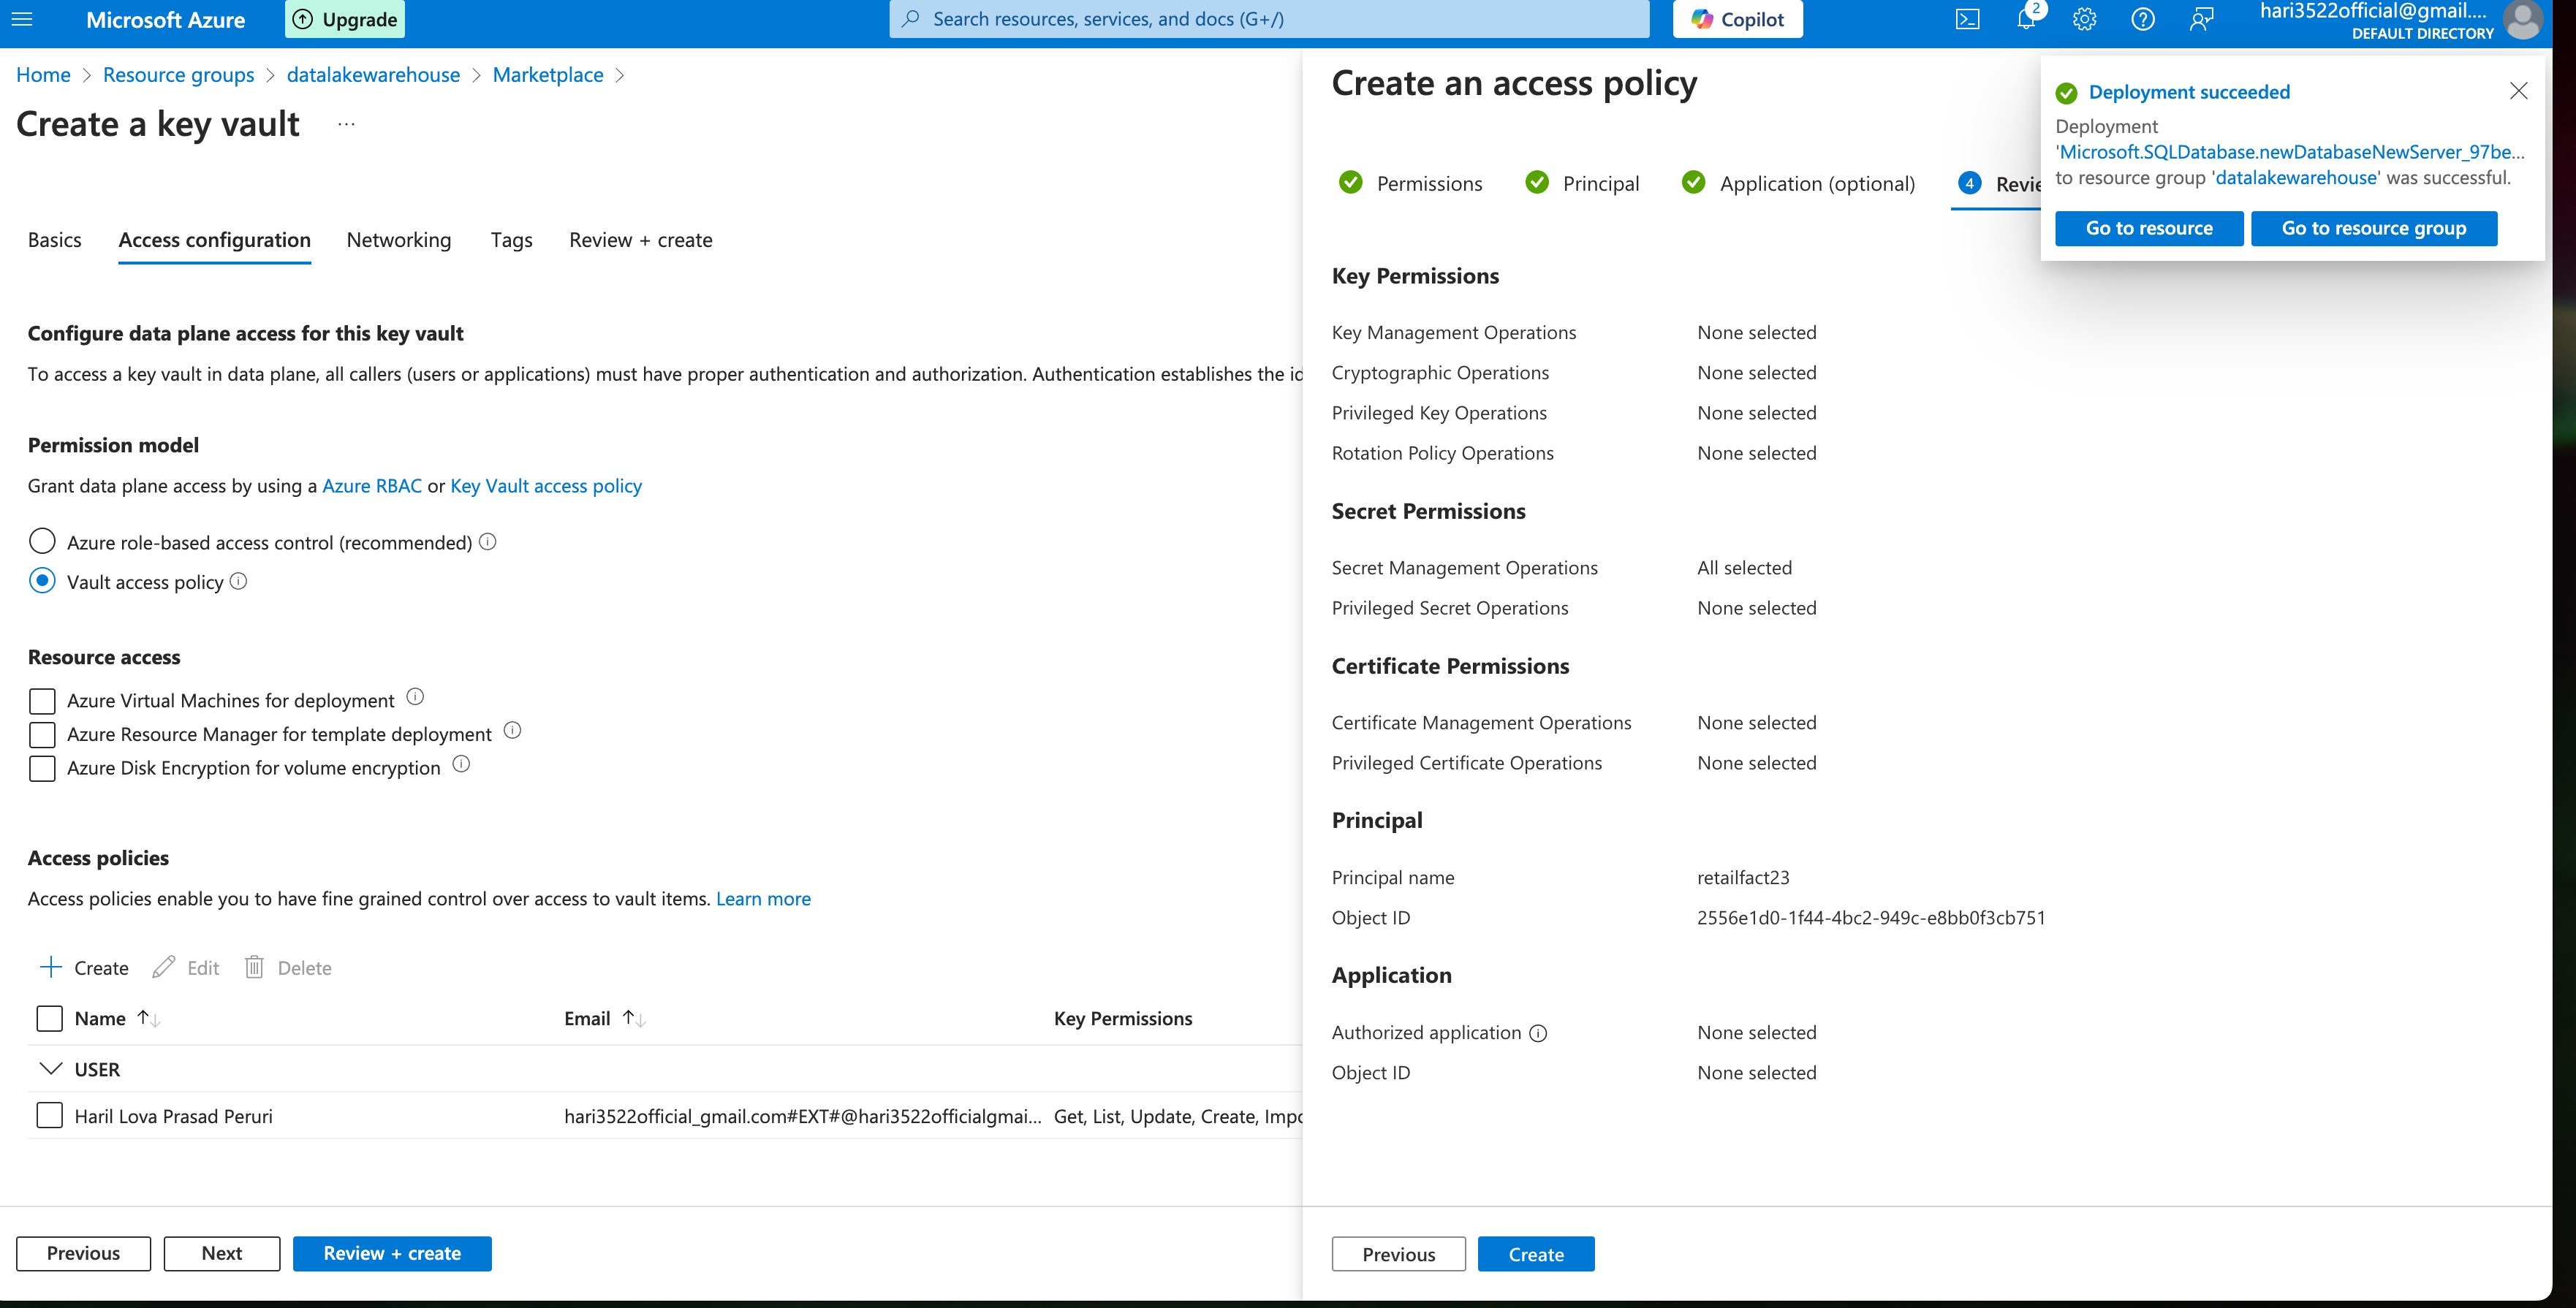 Microsoft Azure
Upgrade
Search resources, services, and docs (G+/)
Copilot
2
hari3522official@gmail....
DEFAULT DIRECTORY
Home > Resource groups > datalakewarehouse > Marketplace >
Create a key vault ...
Basics
Access configuration
Networking
Tags
Review + create
Configure data plane access for this key vault
To access a key vault in data plane, all callers (users or applications) must have proper authentication and authorization. Authentication establishes the id
Permission model
Grant data plane access by using a Azure RBAC or Key Vault access policy
Azure role-based access control (recommended)
Vault access policy
Resource access
Azure Virtual Machines for deployment
Azure Resource Manager for template deployment
Azure Disk Encryption for volume encryption
Access policies
Access policies enable you to have fine grained control over access to vault items. Learn more
Create
Edit
Delete
Name
Email
Key Permissions
USER
Haril Lova Prasad Peruri
hari3522official_gmail.com#EXT#@hari3522officialgmai...
Get, List, Update, Create, Impo
Previous
Next
Review + create
Create an access policy
Permissions
Principal
Application (optional)
4
Revie
Key Permissions
Key Management Operations None selected
Cryptographic Operations None selected
Privileged Key Operations None selected
Rotation Policy Operations None selected
Secret Permissions
Secret Management Operations All selected
Privileged Secret Operations None selected
Certificate Permissions
Certificate Management Operations None selected
Privileged Certificate Operations None selected
Principal
Principal name retailfact23
Object ID 2556e1d0-1f44-4bc2-949c-e8bb0f3cb751
Application
Authorized application None selected
Object ID None selected
Previous
Create
Deployment succeeded
Deployment
'Microsoft.SQLDatabase.newDatabaseNewServer_97be...
to resource group 'datalakewarehouse' was successful.
Go to resource
Go to resource group